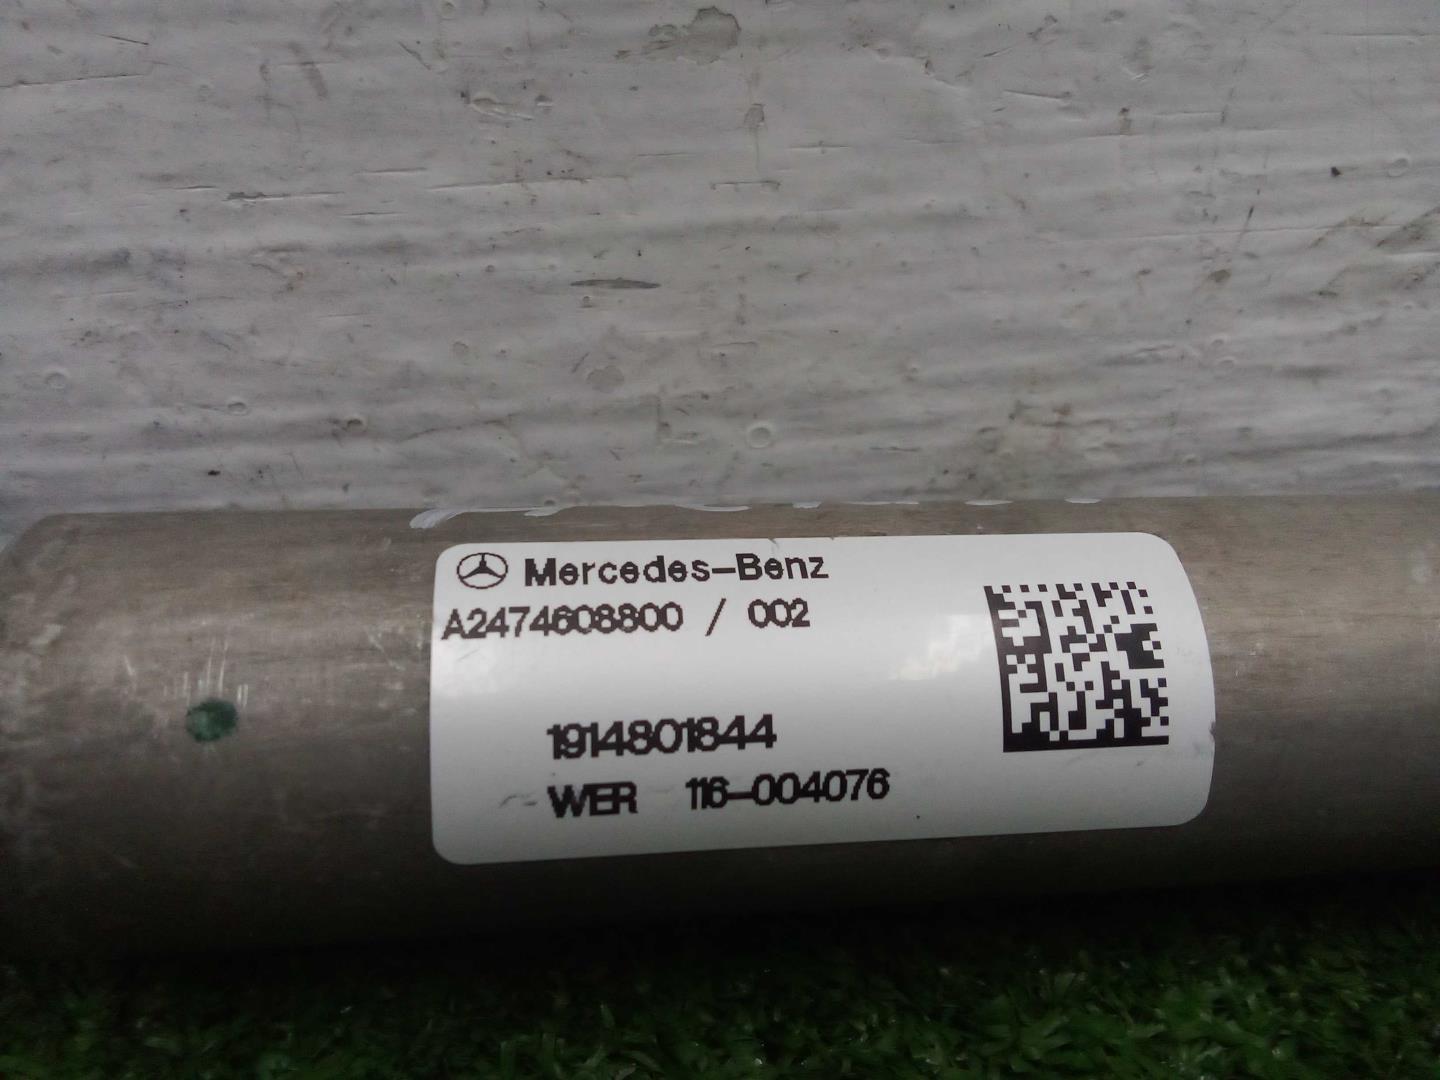 Mercedes-Benz
A2474608800 / 002
1914801844
WER 116-004076